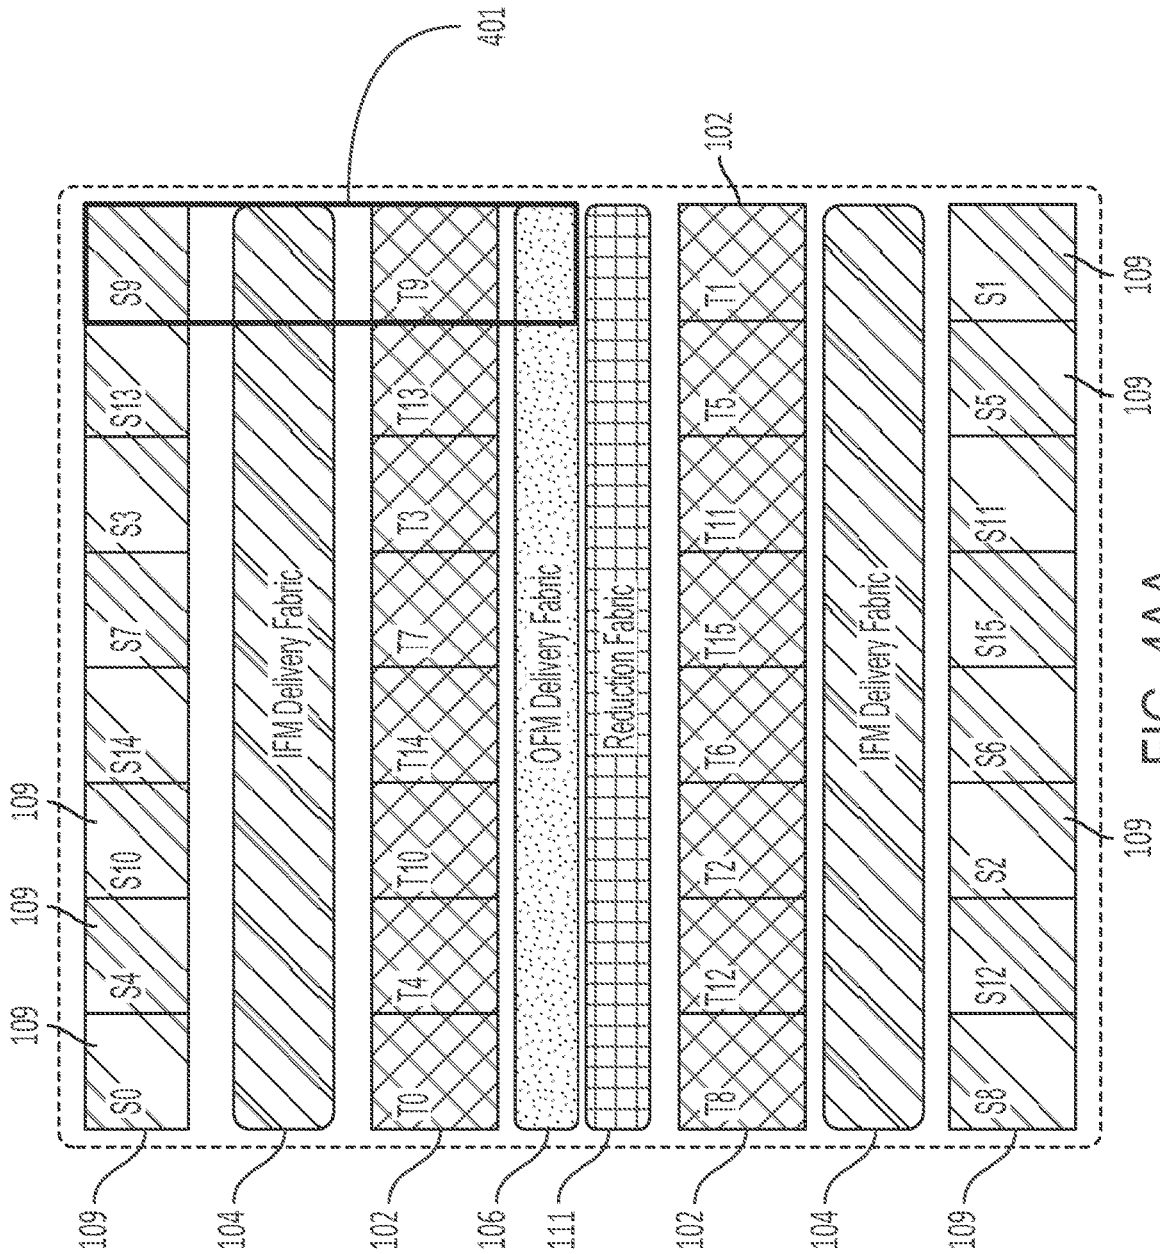 109 109 109
109 S0 S4 S10 S14 S7 S3 S13 S9
104 IFM Delivery Fabric
102 T0 T4 T10 T14 T7 T3 T13 T9
401
106 OFM Delivery Fabric
111 Reduction Fabric
102 T8 T12 T2 T6 T15 T11 T5 T1 102
104 IFM Delivery Fabric
109 S8 S12 S2 S6 S15 S11 S5 S1
109 109 109